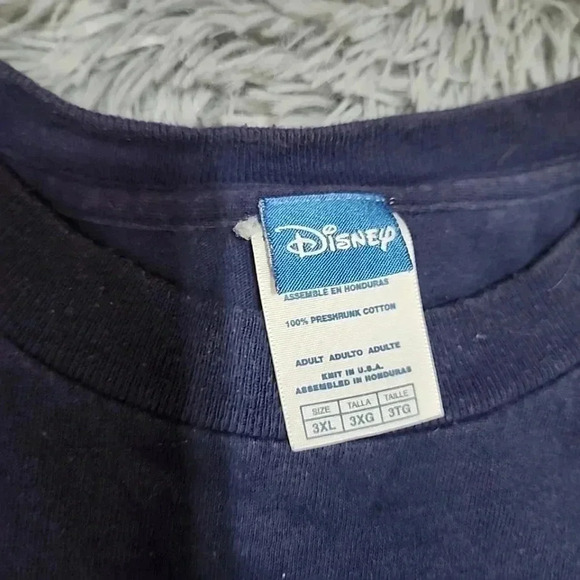 Disney
ASSEMBLÉ EN HONDURAS
100% PRESHRUNK COTTON
ADULT ADULTO ADULTE
KNIT IN U.S.A.
ASSEMBLED IN HONDURAS
SIZE TALLA TAILLE
3XL 3XG 3TG